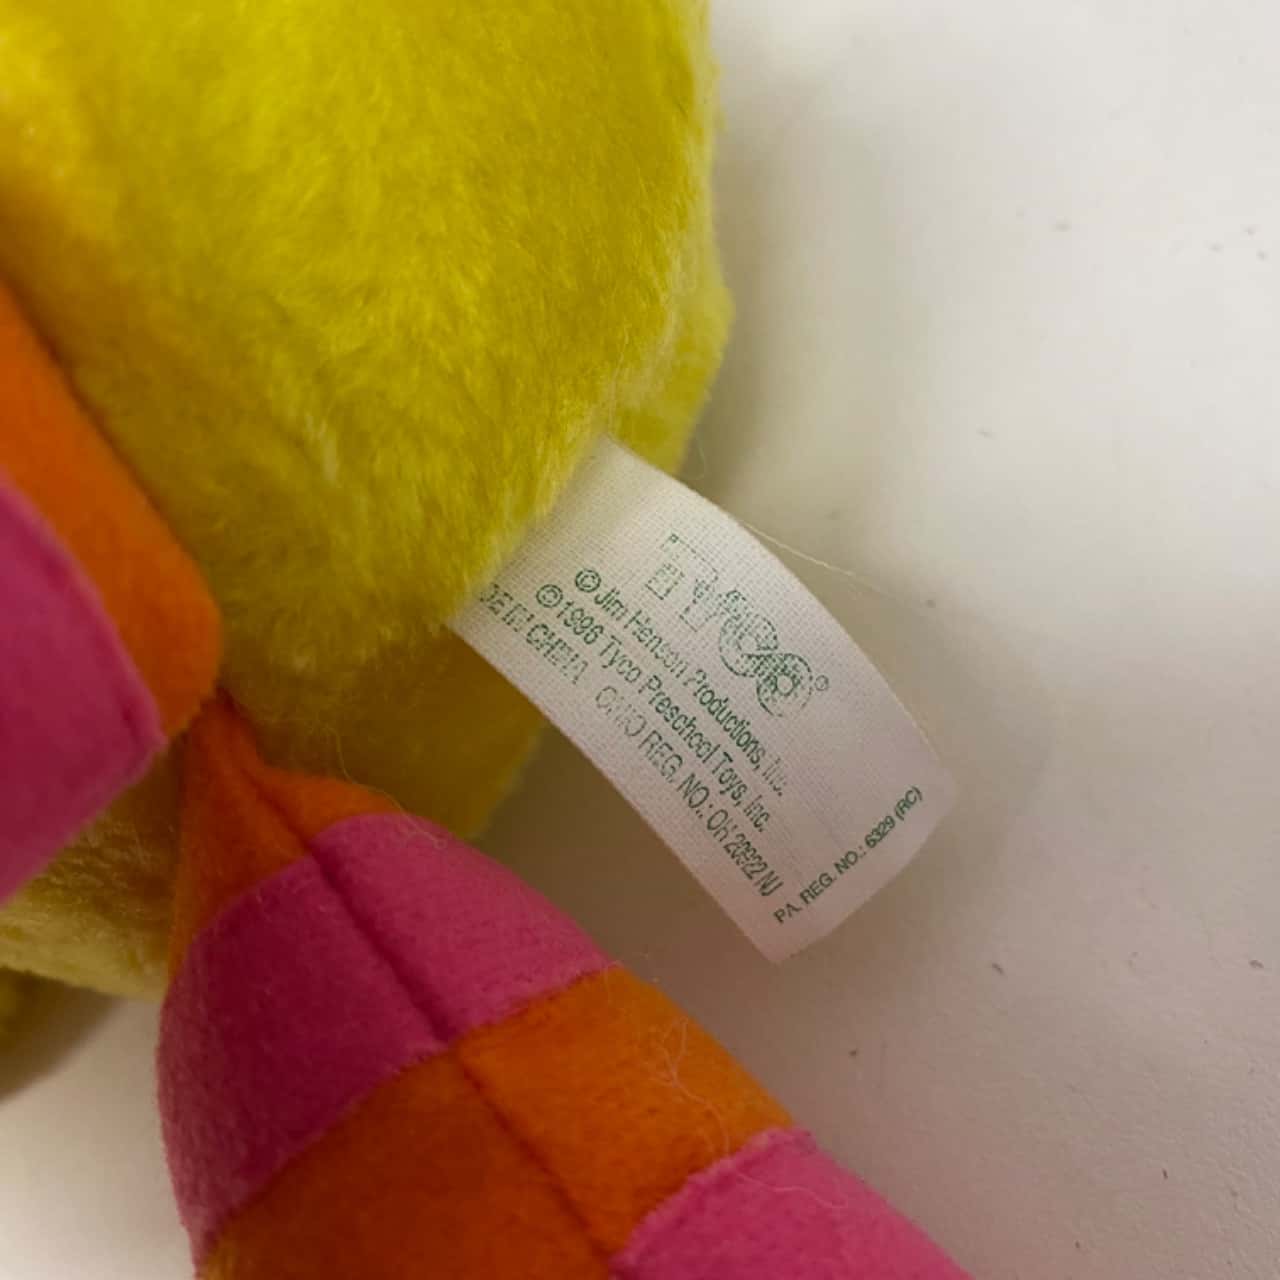 TYCO®
© Jim Henson Productions, Inc.
©1996 Tyco Preschool Toys, Inc.
DE IN CHINA OHIO REG. NO.: OH 20922 NJ
PA. REG. NO.: 6329 (RC)